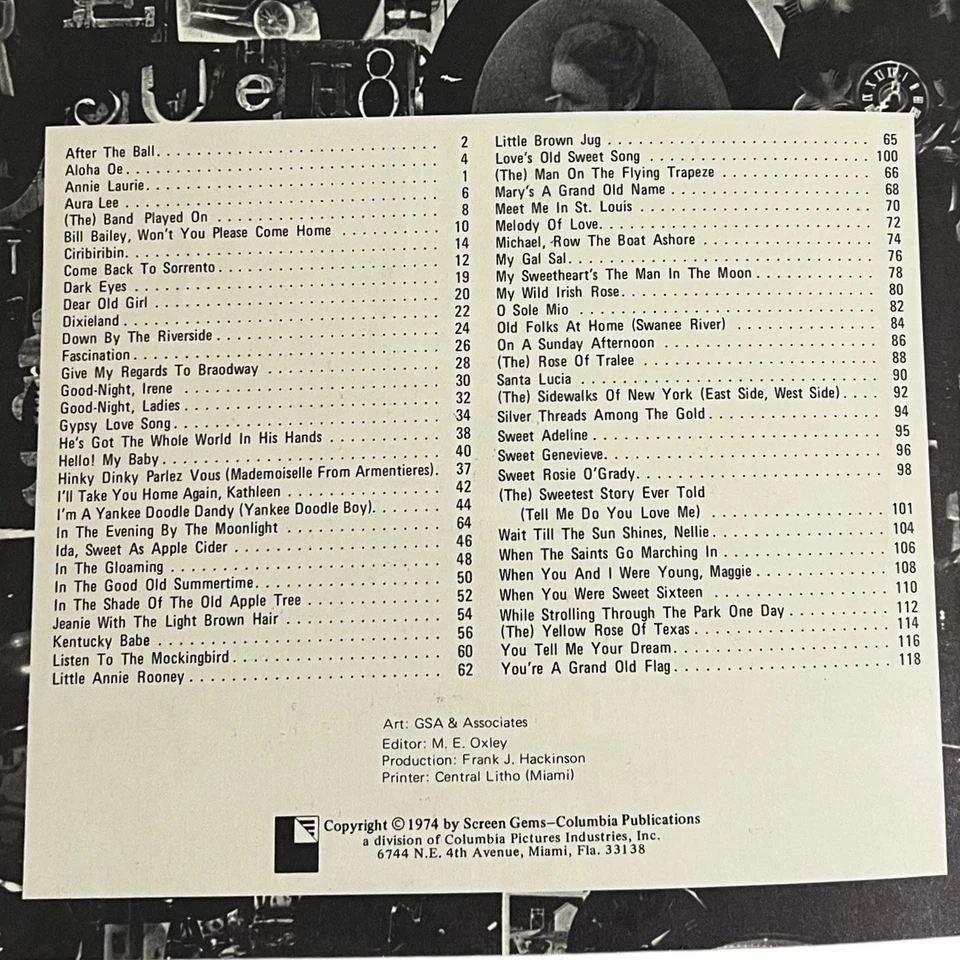 U e H 8
After The Ball. . . . . . . . . . . . . . . . . . . . . . . . . . . . 2
Aloha Oe. . . . . . . . . . . . . . . . . . . . . . . . . . . . 4
Annie Laurie. . . . . . . . . . . . . . . . . . . . . . . . . . . . 1
Aura Lee . . . . . . . . . . . . . . . . . . . . . . . . . . . . 6
(The) Band Played On . . . . . . . . . . . . . . . . . . . . 8
Bill Bailey, Won't You Please Come Home . . . . . . . . . . 10
Ciribiribin. . . . . . . . . . . . . . . . . . . . . . . . . . . . 14
Come Back To Sorrento. . . . . . . . . . . . . . . . . . . . 12
Dark Eyes . . . . . . . . . . . . . . . . . . . . . . . . . . . . 19
Dear Old Girl . . . . . . . . . . . . . . . . . . . . . . . . . . 20
Dixieland . . . . . . . . . . . . . . . . . . . . . . . . . . . . 22
Down By The Riverside . . . . . . . . . . . . . . . . . . . . 24
Fascination . . . . . . . . . . . . . . . . . . . . . . . . . . . . 26
Give My Regards To Braodway . . . . . . . . . . . . . . . . 28
Good-Night, Irene . . . . . . . . . . . . . . . . . . . . . . . . 30
Good-Night, Ladies . . . . . . . . . . . . . . . . . . . . . . . . 32
Gypsy Love Song. . . . . . . . . . . . . . . . . . . . . . . . 34
He's Got The Whole World In His Hands . . . . . . . . . . 38
Hello! My Baby . . . . . . . . . . . . . . . . . . . . . . . . 40
Hinky Dinky Parlez Vous (Mademoiselle From Armentieres). 37
I'll Take You Home Again, Kathleen . . . . . . . . . . . . . . 42
I'm A Yankee Doodle Dandy (Yankee Doodle Boy). . . . . . . 44
In The Evening By The Moonlight . . . . . . . . . . . . . . 64
Ida, Sweet As Apple Cider . . . . . . . . . . . . . . . . . . 46
In The Gloaming . . . . . . . . . . . . . . . . . . . . . . . . 48
In The Good Old Summertime. . . . . . . . . . . . . . . . . . 50
In The Shade Of The Old Apple Tree . . . . . . . . . . . . 52
Jeanie With The Light Brown Hair . . . . . . . . . . . . . . 54
Kentucky Babe . . . . . . . . . . . . . . . . . . . . . . . . 56
Listen To The Mockingbird. . . . . . . . . . . . . . . . . . 60
Little Annie Rooney . . . . . . . . . . . . . . . . . . . . . . 62
Little Brown Jug . . . . . . . . . . . . . . . . . . . . . . . . 65
Love's Old Sweet Song . . . . . . . . . . . . . . . . . . . . 100
(The) Man On The Flying Trapeze . . . . . . . . . . . . . . 66
Mary's A Grand Old Name . . . . . . . . . . . . . . . . . . 68
Meet Me In St. Louis . . . . . . . . . . . . . . . . . . . . 70
Melody Of Love. . . . . . . . . . . . . . . . . . . . . . . . 72
Michael, Row The Boat Ashore . . . . . . . . . . . . . . . . 74
My Gal Sal. . . . . . . . . . . . . . . . . . . . . . . . . . 76
My Sweetheart's The Man In The Moon . . . . . . . . . . . . 78
My Wild Irish Rose. . . . . . . . . . . . . . . . . . . . . . 80
O Sole Mio . . . . . . . . . . . . . . . . . . . . . . . . . . 82
Old Folks At Home (Swanee River) . . . . . . . . . . . . . . 84
On A Sunday Afternoon . . . . . . . . . . . . . . . . . . . . 86
(The) Rose Of Tralee . . . . . . . . . . . . . . . . . . . . 88
Santa Lucia . . . . . . . . . . . . . . . . . . . . . . . . . . 90
(The) Sidewalks Of New York (East Side, West Side) . . . . 92
Silver Threads Among The Gold . . . . . . . . . . . . . . . . 94
Sweet Adeline . . . . . . . . . . . . . . . . . . . . . . . . 95
Sweet Genevieve. . . . . . . . . . . . . . . . . . . . . . . . 96
Sweet Rosie O'Grady. . . . . . . . . . . . . . . . . . . . . . 98
(The) Sweetest Story Ever Told
(Tell Me Do You Love Me) . . . . . . . . . . . . . . . . 101
Wait Till The Sun Shines, Nellie . . . . . . . . . . . . . . 104
When The Saints Go Marching In . . . . . . . . . . . . . . 106
When You And I Were Young, Maggie . . . . . . . . . . . . 108
When You Were Sweet Sixteen . . . . . . . . . . . . . . . . 110
While Strolling Through The Park One Day . . . . . . . . . . 112
(The) Yellow Rose Of Texas . . . . . . . . . . . . . . . . . . 114
You Tell Me Your Dream. . . . . . . . . . . . . . . . . . . . 116
You're A Grand Old Flag. . . . . . . . . . . . . . . . . . . . 118
Art: GSA & Associates
Editor: M. E. Oxley
Production: Frank J. Hackinson
Printer: Central Litho (Miami)
Copyright © 1974 by Screen Gems–Columbia Publications
a division of Columbia Pictures Industries, Inc.
6744 N.E. 4th Avenue, Miami, Fla. 33138